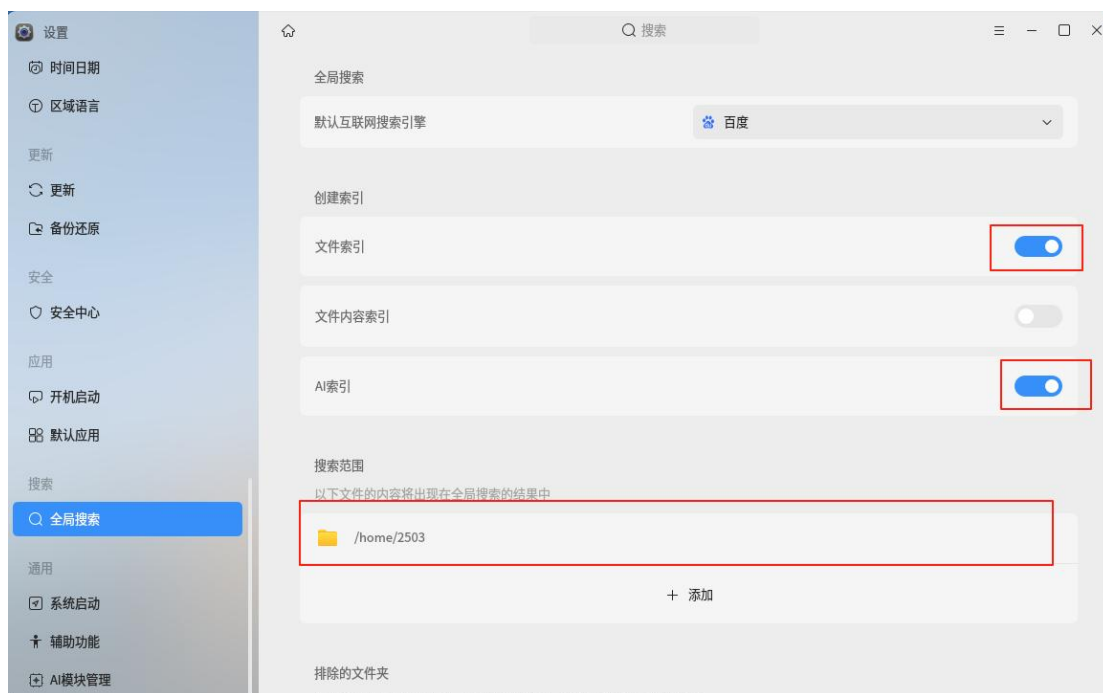 设置
搜索
时间日期
区域语言
更新
更新
备份还原
安全
安全中心
应用
开机启动
默认应用
搜索
全局搜索
通用
系统启动
辅助功能
AI模块管理
全局搜索
默认互联网搜索引擎
百度
创建索引
文件索引
文件内容索引
AI索引
搜索范围
以下文件的内容将出现在全局搜索的结果中
/home/2503
添加
排除的文件夹